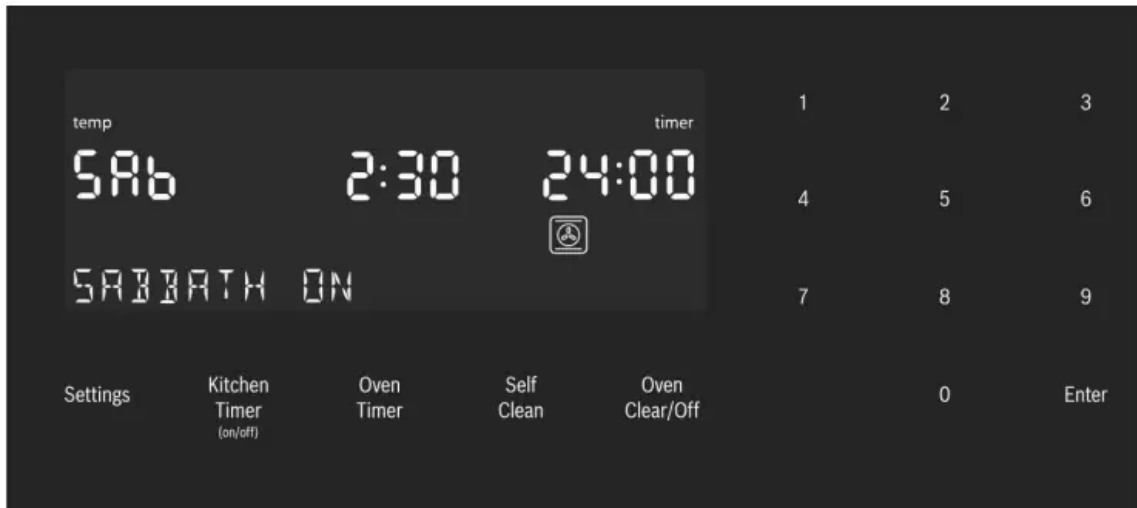 temp timer
SAb 2:30 24:00
SABBATH ON
Settings
Kitchen
Timer
(on/off)
Oven
Timer
Self
Clean
Oven
Clear/Off
1 2 3
4 5 6
7 8 9
0 Enter